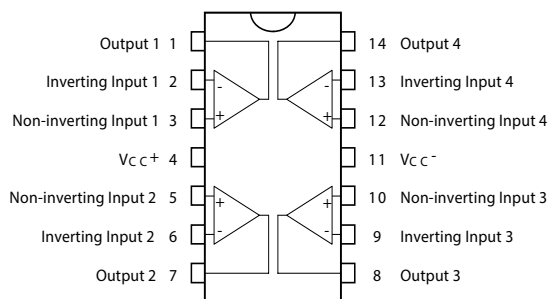 Output 1 1 14 Output 4
- -
Inverting Input 1 2 13 Inverting Input 4
+ +
Non-inverting Input 1 3 12 Non-inverting Input 4
VCC+ 4 11 VCC-
Non-inverting Input 2 5 10 Non-inverting Input 3
+ +
Inverting Input 2 6 9 Inverting Input 3
- -
Output 2 7 8 Output 3